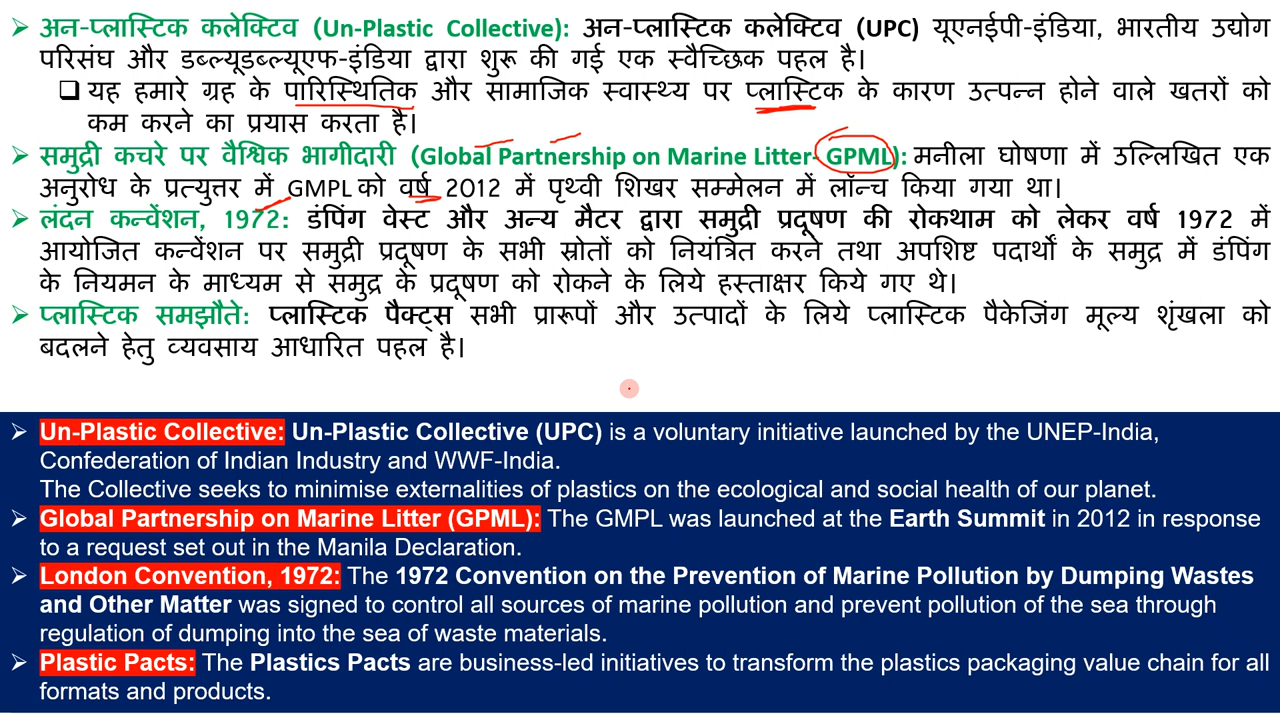 ➢ अन-प्लास्टिक कलेक्टिव (Un-Plastic Collective): अन-प्लास्टिक कलेक्टिव (UPC) यूएनईपी-इंडिया, भारतीय उद्योग
परिसंघ और डब्ल्यूडब्ल्यूएफ-इंडिया द्वारा शुरू की गई एक स्वैच्छिक पहल है।
❑ यह हमारे ग्रह के पारिस्थितिक और सामाजिक स्वास्थ्य पर प्लास्टिक के कारण उत्पन्न होने वाले खतरों को
कम करने का प्रयास करता है।
➢ समुद्री कचरे पर वैश्विक भागीदारी (Global Partnership on Marine Litter- GPML): मनीला घोषणा में उल्लिखित एक
अनुरोध के प्रत्युत्तर में GMPL को वर्ष 2012 में पृथ्वी शिखर सम्मेलन में लॉन्च किया गया था।
➢ लंदन कन्वेंशन, 1972: डंपिंग वेस्ट और अन्य मैटर द्वारा समुद्री प्रदूषण की रोकथाम को लेकर वर्ष 1972 में
आयोजित कन्वेंशन पर समुद्री प्रदूषण के सभी स्रोतों को नियंत्रित करने तथा अपशिष्ट पदार्थों के समुद्र में डंपिंग
के नियमन के माध्यम से समुद्र के प्रदूषण को रोकने के लिये हस्ताक्षर किये गए थे।
➢ प्लास्टिक समझौते: प्लास्टिक पैक्ट्स सभी प्रारूपों और उत्पादों के लिये प्लास्टिक पैकेजिंग मूल्य शृंखला को
बदलने हेतु व्यवसाय आधारित पहल है।
➢ Un-Plastic Collective: Un-Plastic Collective (UPC) is a voluntary initiative launched by the UNEP-India,
Confederation of Indian Industry and WWF-India.
The Collective seeks to minimise externalities of plastics on the ecological and social health of our planet.
➢ Global Partnership on Marine Litter (GPML): The GMPL was launched at the Earth Summit in 2012 in response
to a request set out in the Manila Declaration.
➢ London Convention, 1972: The 1972 Convention on the Prevention of Marine Pollution by Dumping Wastes
and Other Matter was signed to control all sources of marine pollution and prevent pollution of the sea through
regulation of dumping into the sea of waste materials.
➢ Plastic Pacts: The Plastics Pacts are business-led initiatives to transform the plastics packaging value chain for all
formats and products.